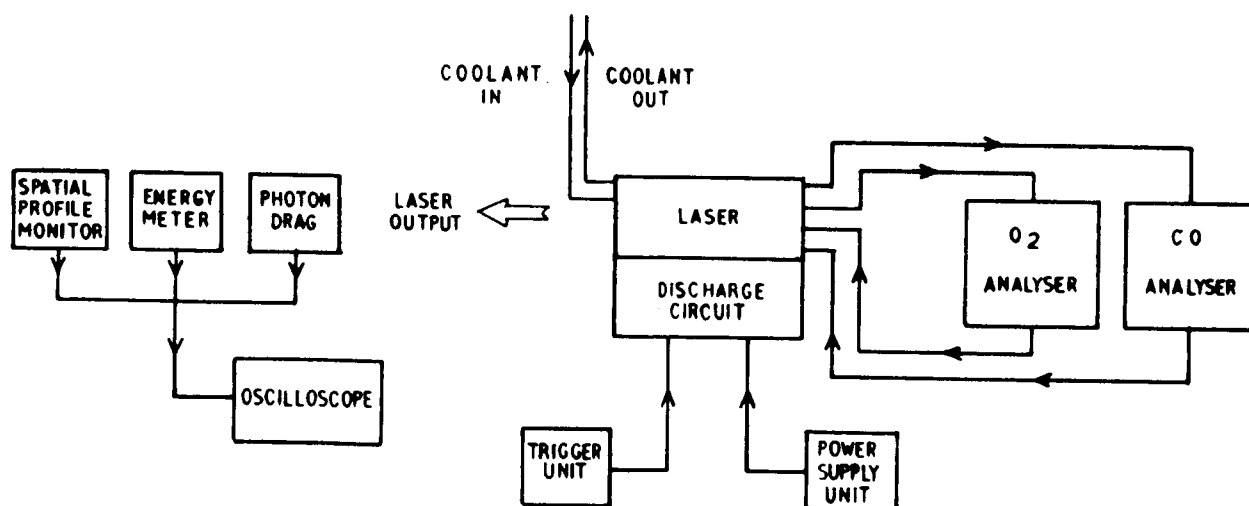 COOLANT
IN
COOLANT
OUT
SPATIAL
PROFILE
MONITOR
ENERGY
METER
PHOTON
DRAG
LASER
OUTPUT
LASER
DISCHARGE
CIRCUIT
O2
ANALYSER
CO
ANALYSER
OSCILLOSCOPE
TRIGGER
UNIT
POWER
SUPPLY
UNIT